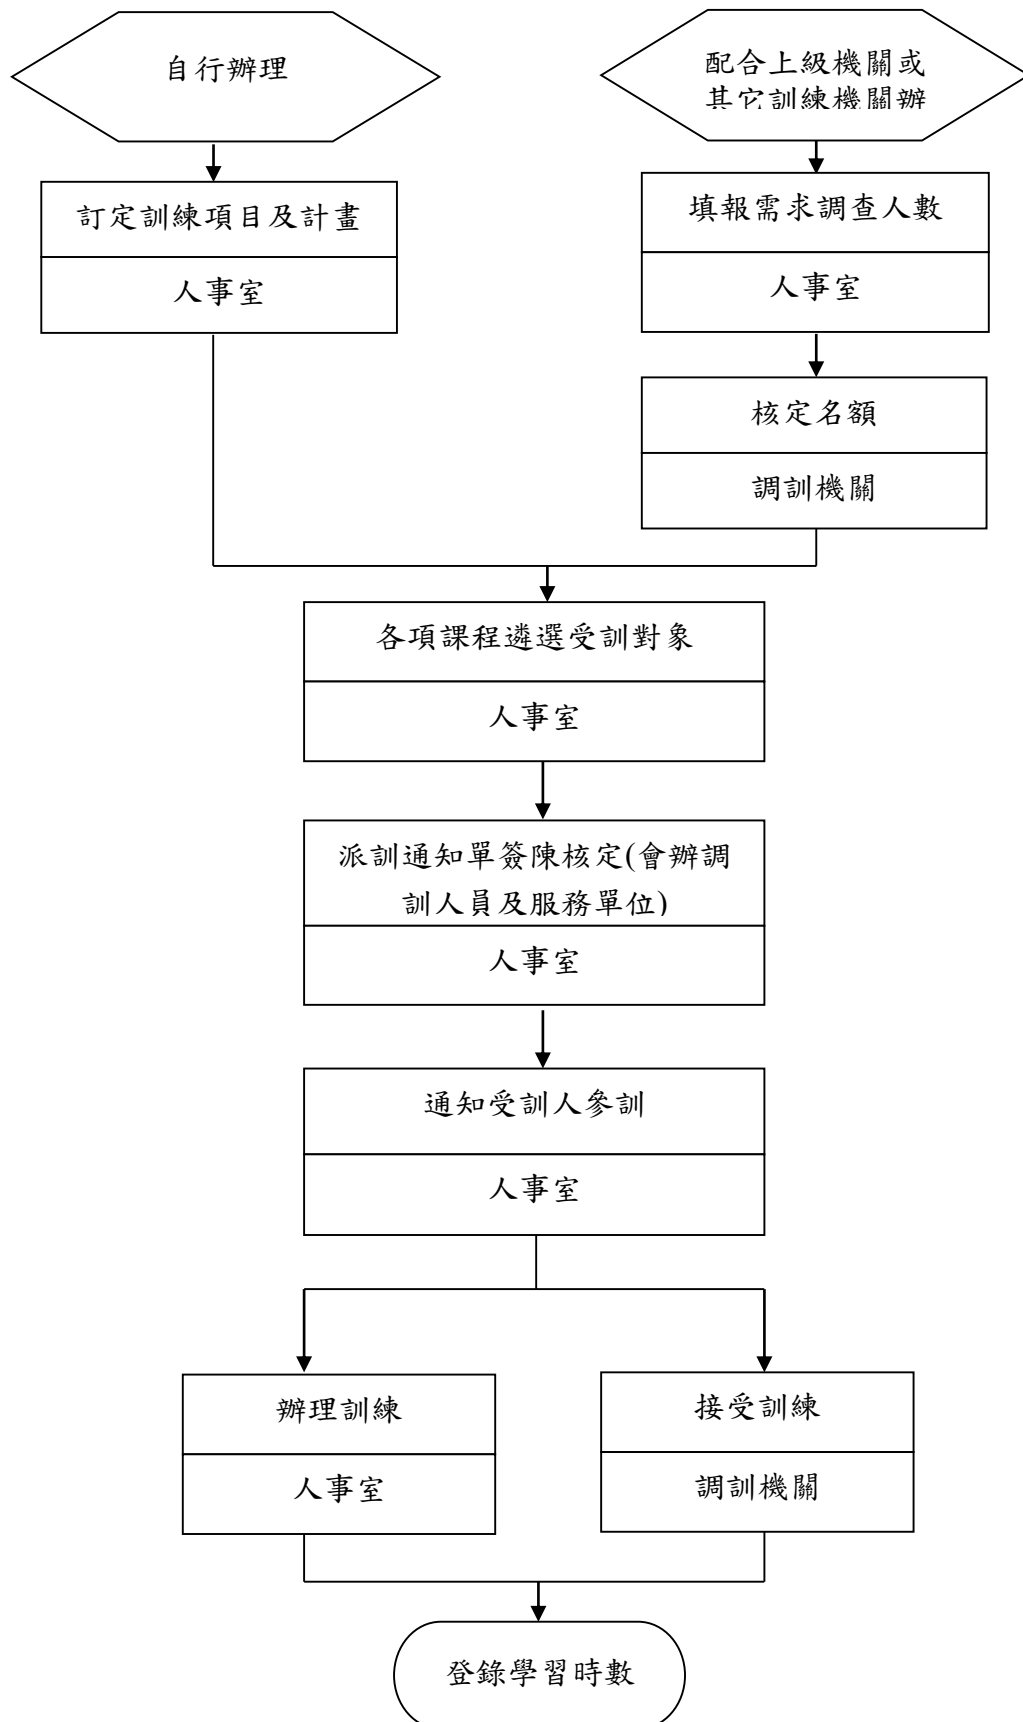 自行辦理
配合上級機關或
其它訓練機關辦
訂定訓練項目及計畫
人事室
填報需求調查人數
人事室
核定名額
調訓機關
各項課程遴選受訓對象
人事室
派訓通知單簽陳核定(會辦調
訓人員及服務單位)
人事室
通知受訓人參訓
人事室
辦理訓練
人事室
接受訓練
調訓機關
登錄學習時數